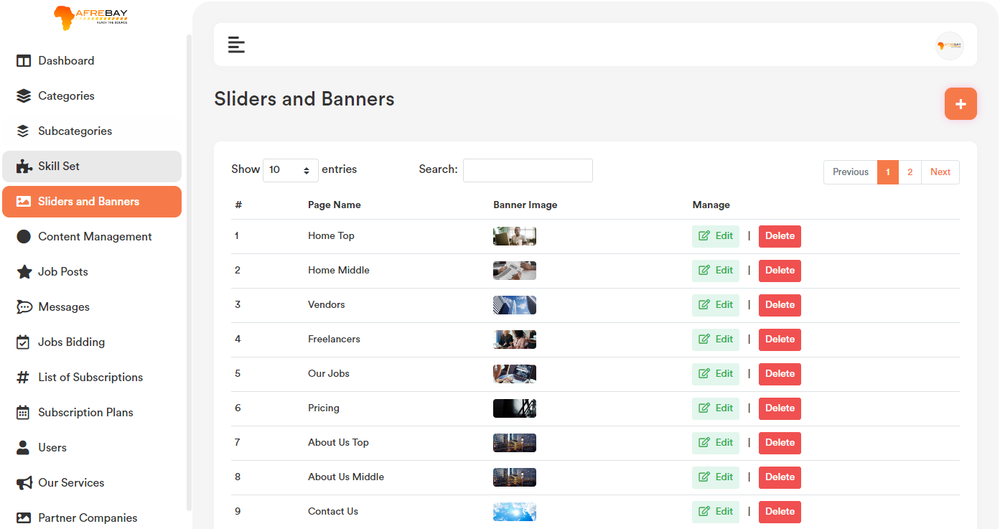 AFREBAY
REACH THE SOURCE
Dashboard
Categories
Subcategories
Skill Set
Sliders and Banners
Content Management
Job Posts
Messages
Jobs Bidding
List of Subscriptions
Subscription Plans
Users
Our Services
Partner Companies
AFREBAY
Sliders and Banners
+
Show 10 entries Search: Previous 1 2 Next
# Page Name Banner Image Manage
1 Home Top Edit | Delete
2 Home Middle Edit | Delete
3 Vendors Edit | Delete
4 Freelancers Edit | Delete
5 Our Jobs Edit | Delete
6 Pricing Edit | Delete
7 About Us Top Edit | Delete
8 About Us Middle Edit | Delete
9 Contact Us Edit | Delete